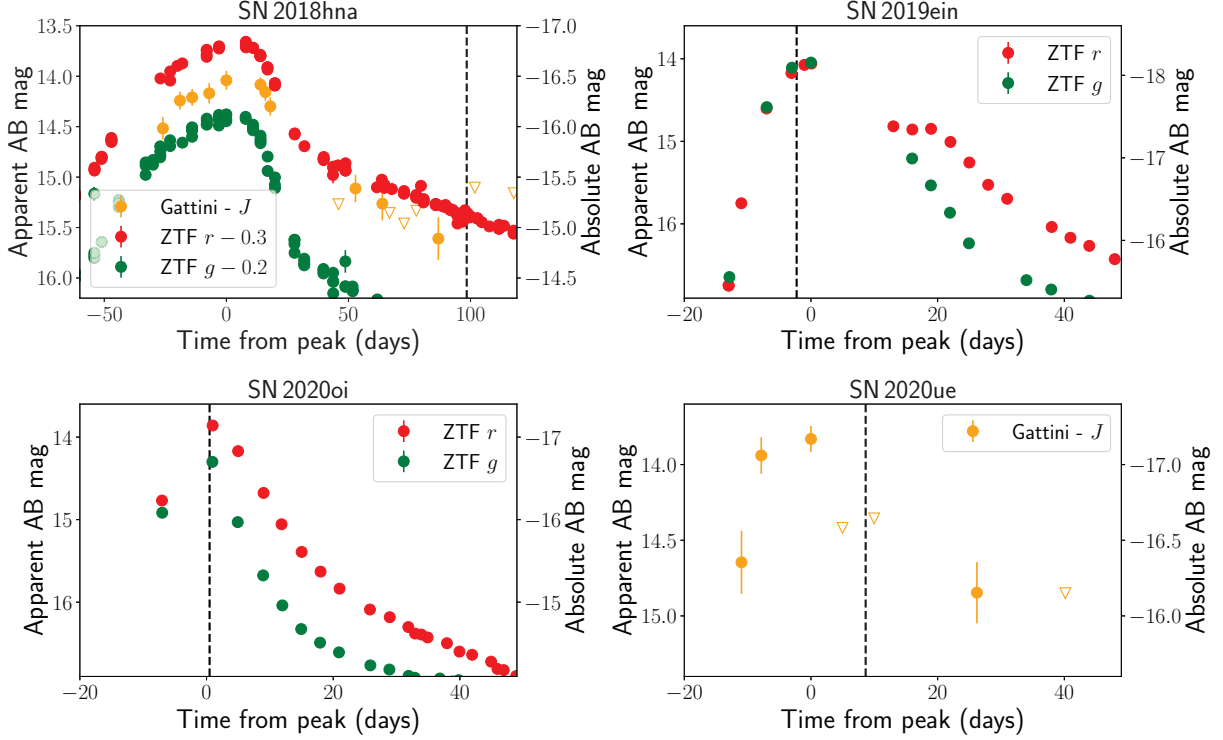 SN 2018hna
SN 2019ein
13.5
14.0
14.5
15.0
15.5
16.0
Apparent AB mag
−17.0
−16.5
−16.0
−15.5
−15.0
−14.5
Absolute AB mag
Gattini - J
ZTF r − 0.3
ZTF g − 0.2
−50
0
50
100
Time from peak (days)
14
15
16
Apparent AB mag
−18
−17
−16
Absolute AB mag
ZTF r
ZTF g
−20
0
20
40
Time from peak (days)
SN 2020oi
SN 2020ue
14
15
16
Apparent AB mag
−17
−16
−15
Absolute AB mag
ZTF r
ZTF g
−20
0
20
40
Time from peak (days)
14.0
14.5
15.0
Apparent AB mag
−17.0
−16.5
−16.0
Absolute AB mag
Gattini - J
−20
0
20
40
Time from peak (days)